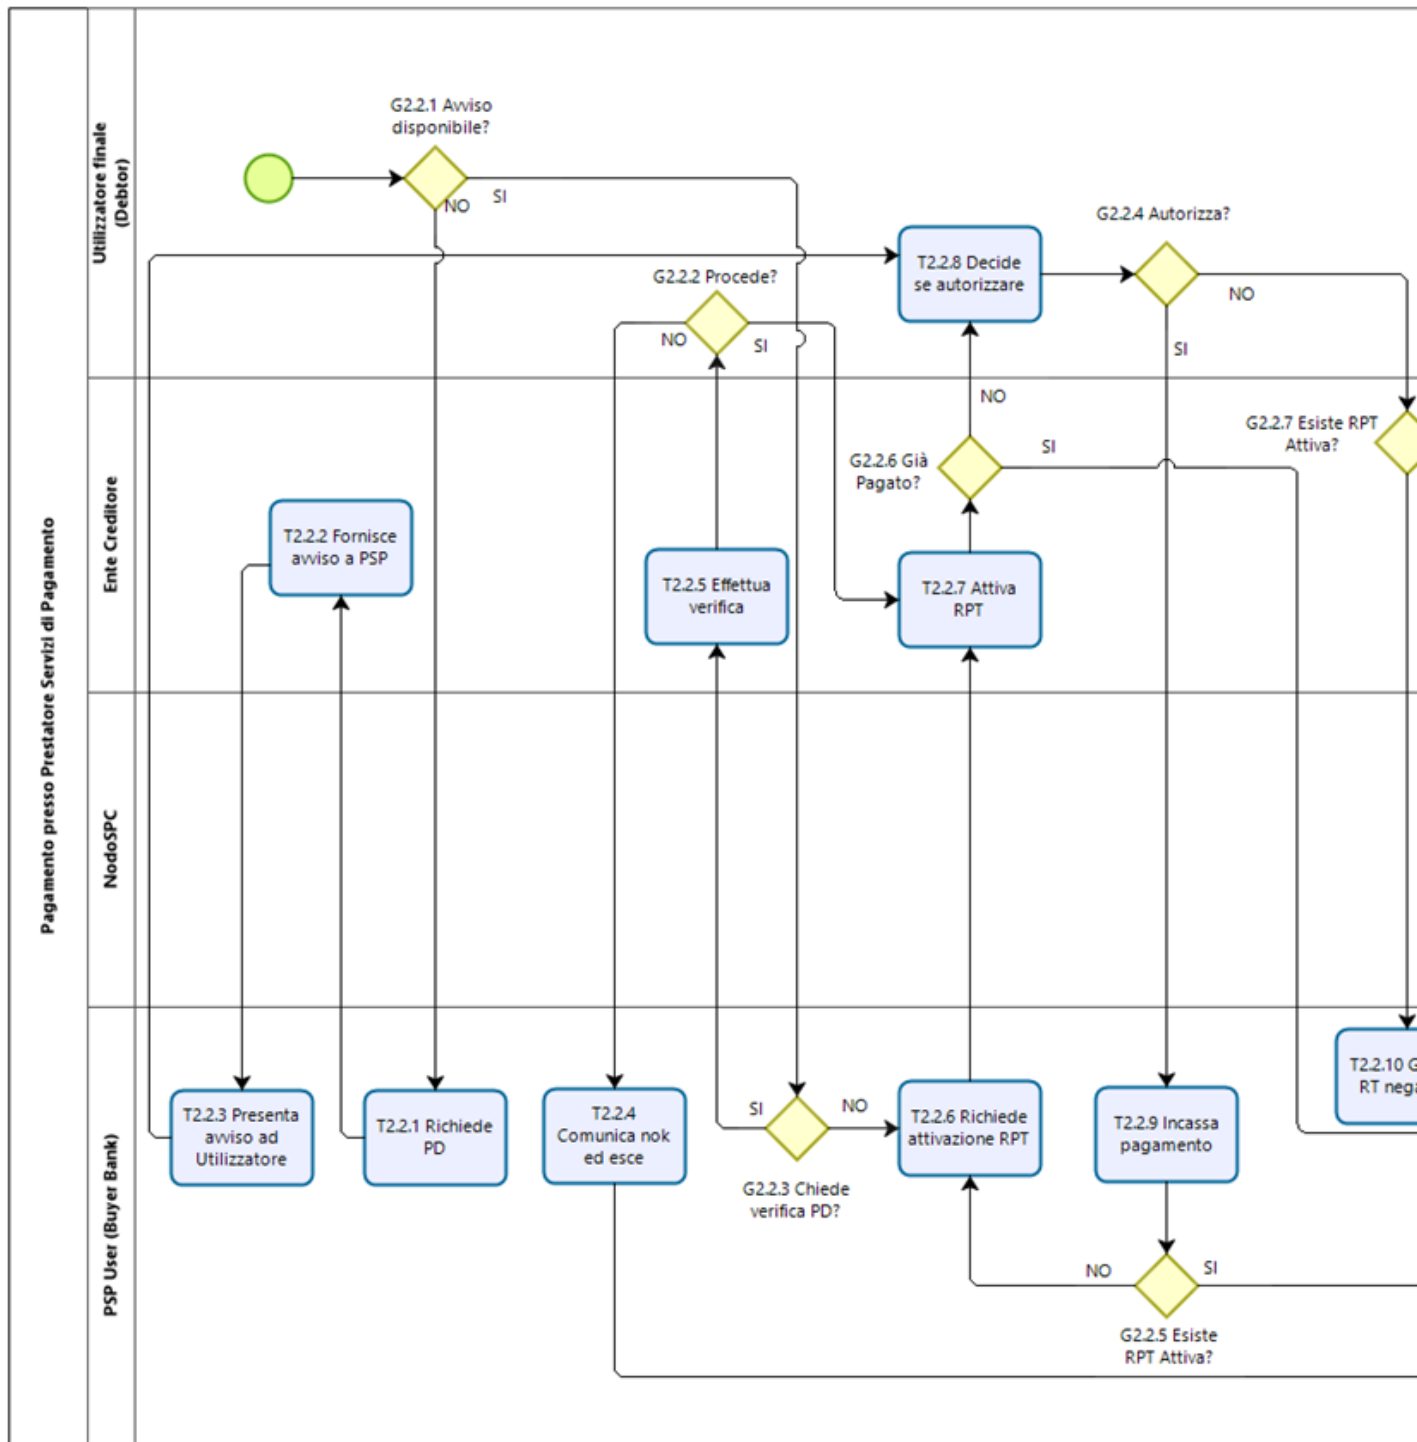 Pagamento presso Prestatore Servizi di Pagamento
Utilizzatore finale
(Debtor)
G2.2.1 Avviso
disponibile?
NO
SI
G2.2.2 Procede?
NO
SI
T2.2.8 Decide
se autorizzare
G2.2.4 Autorizza?
NO
SI
Ente Creditore
NO
G2.2.6 Già
Pagato?
SI
G2.2.7 Esiste RPT
Attiva?
T2.2.2 Fornisce
avviso a PSP
T2.2.5 Effettua
verifica
T2.2.7 Attiva
RPT
NodoSPC
PSP User (Buyer Bank)
T2.2.3 Presenta
avviso ad
Utilizzatore
T2.2.1 Richiede
PD
T2.2.4
Comunica nok
ed esce
SI
NO
G2.2.3 Chiede
verifica PD?
T2.2.6 Richiede
attivazione RPT
T2.2.9 Incassa
pagamento
T2.2.10 G
RT nega
NO
SI
G2.2.5 Esiste
RPT Attiva?